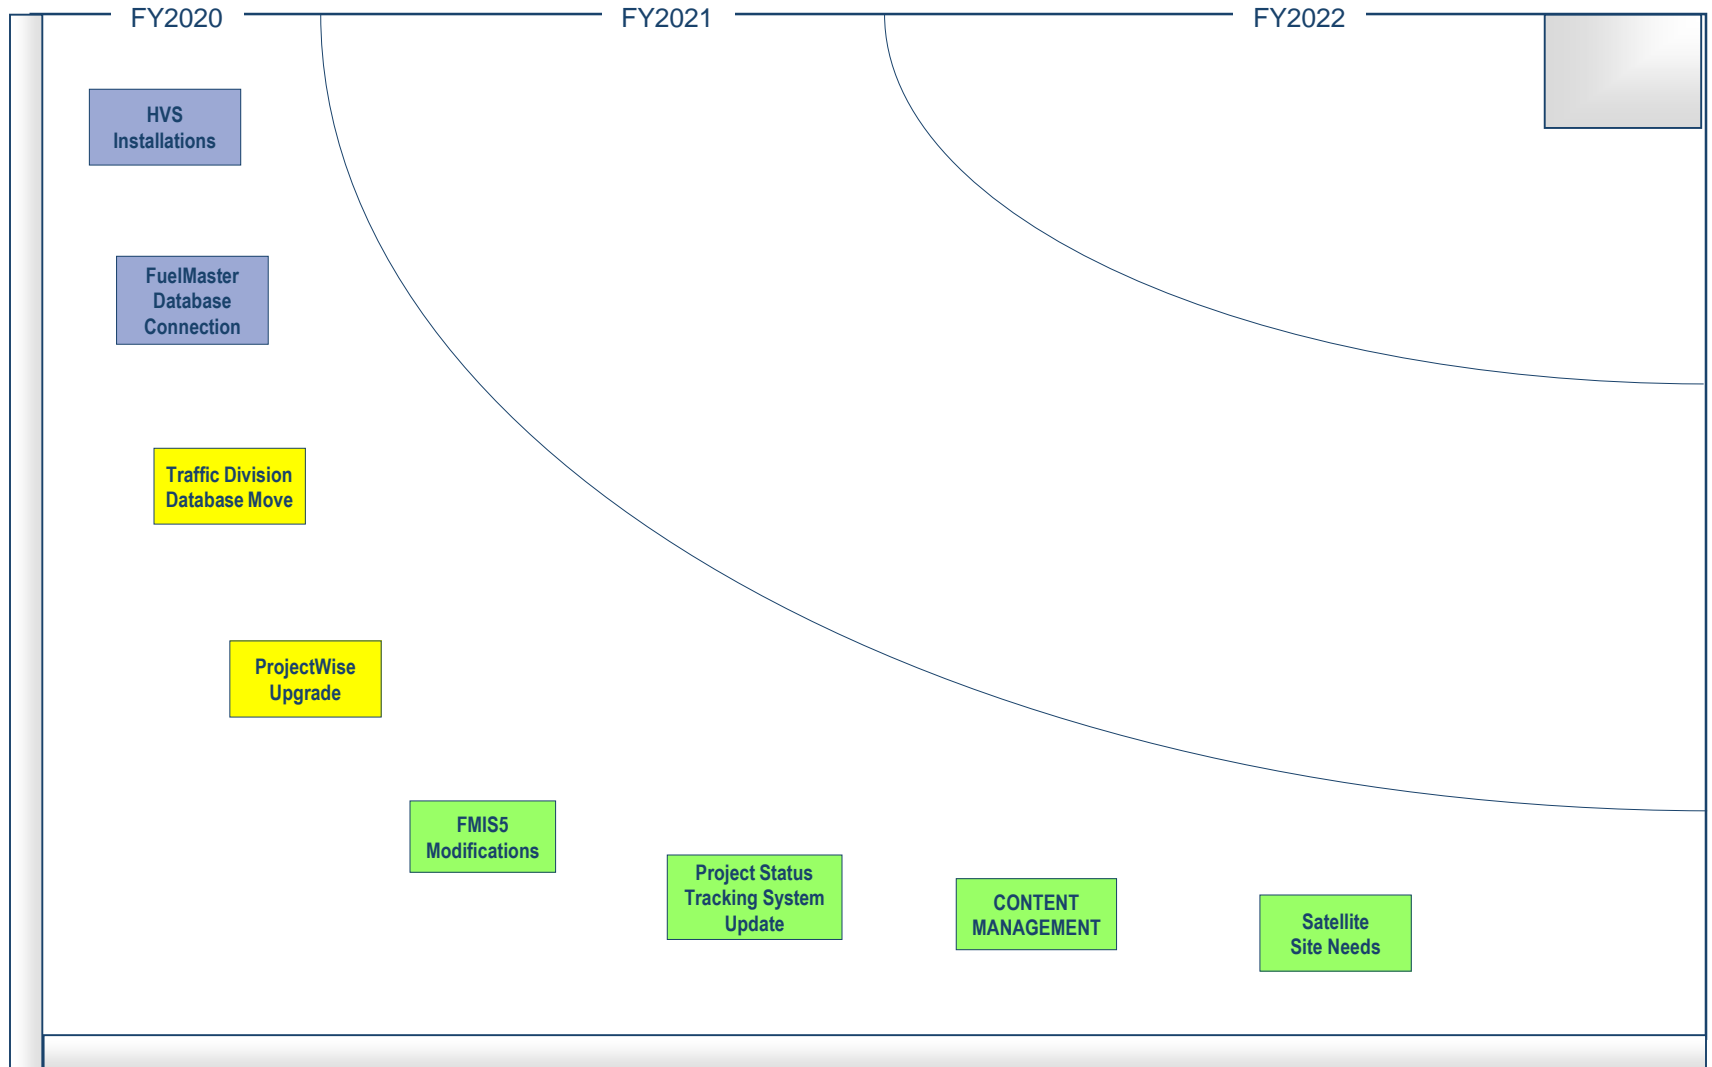 FY2020
FY2021
FY2022
HVS
Installations
FuelMaster
Database
Connection
Traffic Division
Database Move
ProjectWise
Upgrade
FMIS5
Modifications
Project Status
Tracking System
Update
CONTENT
MANAGEMENT
Satellite
Site Needs